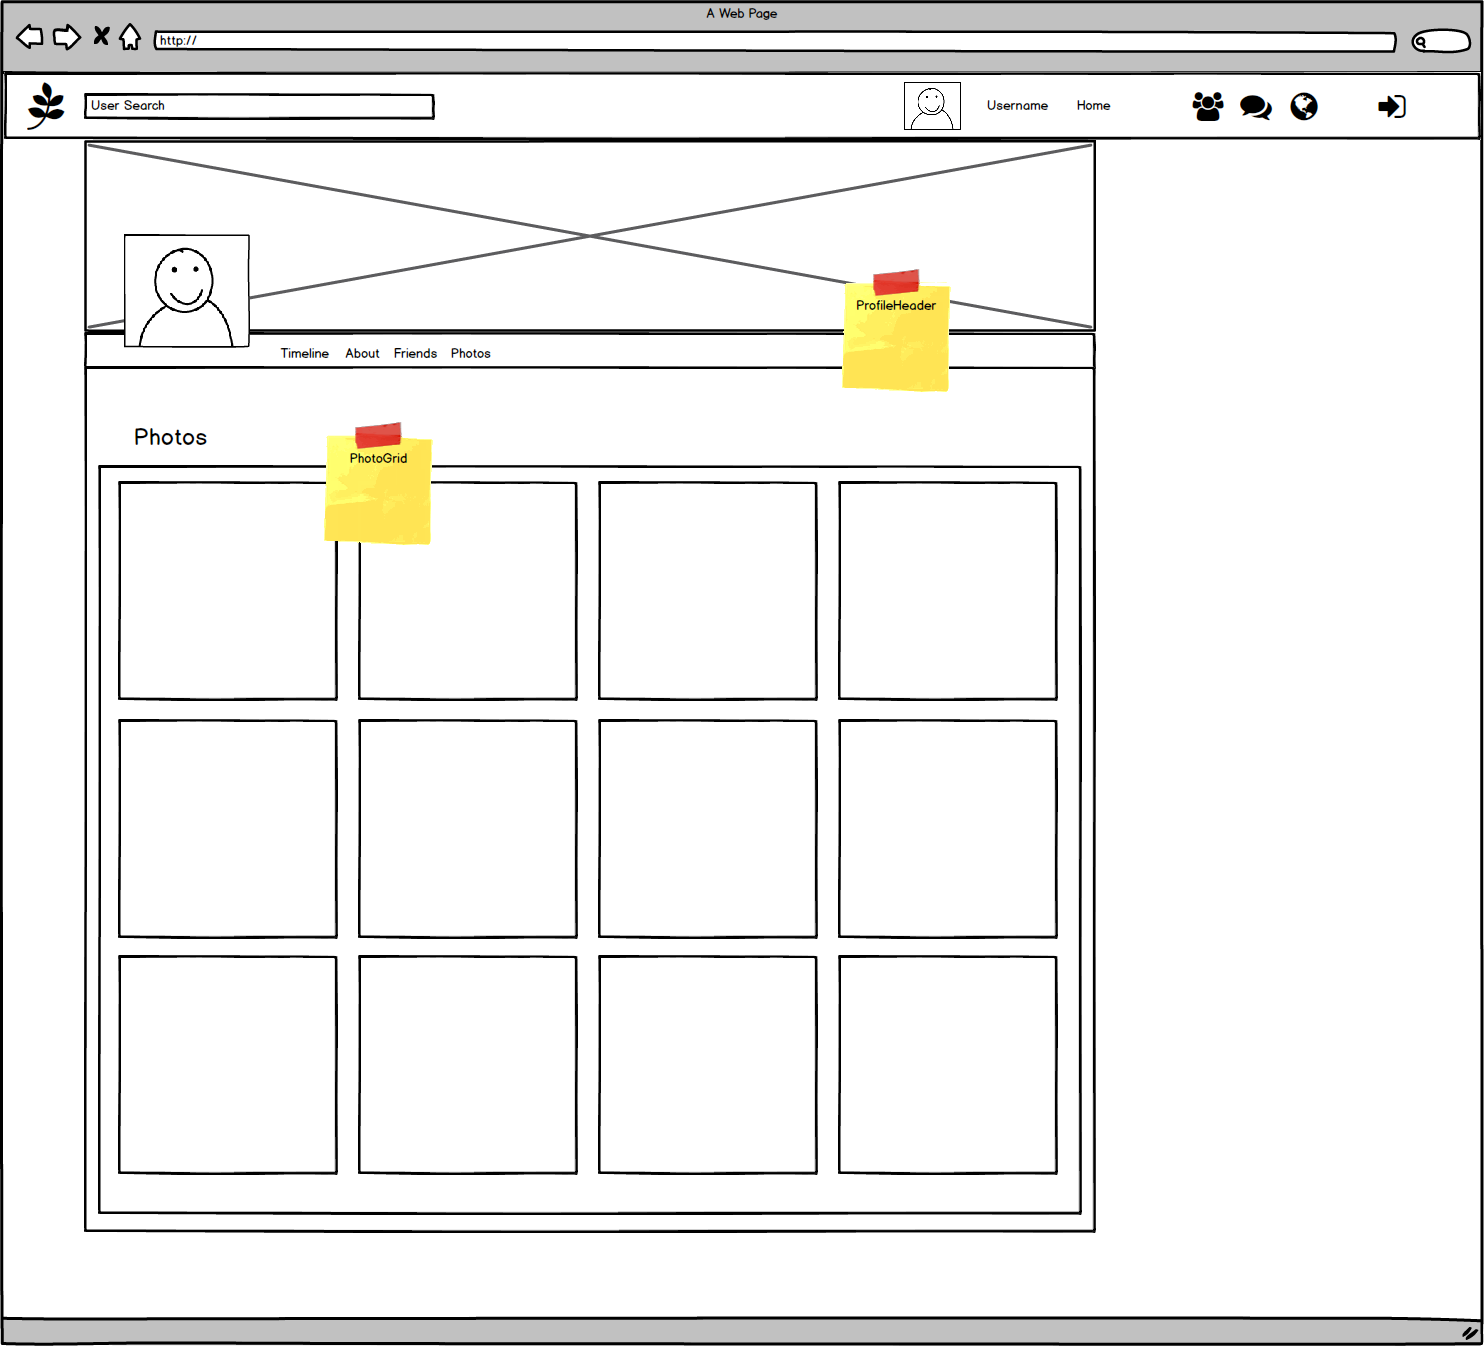 A Web Page
http://
User Search
Username
Home
ProfileHeader
Timeline
About
Friends
Photos
Photos
PhotoGrid